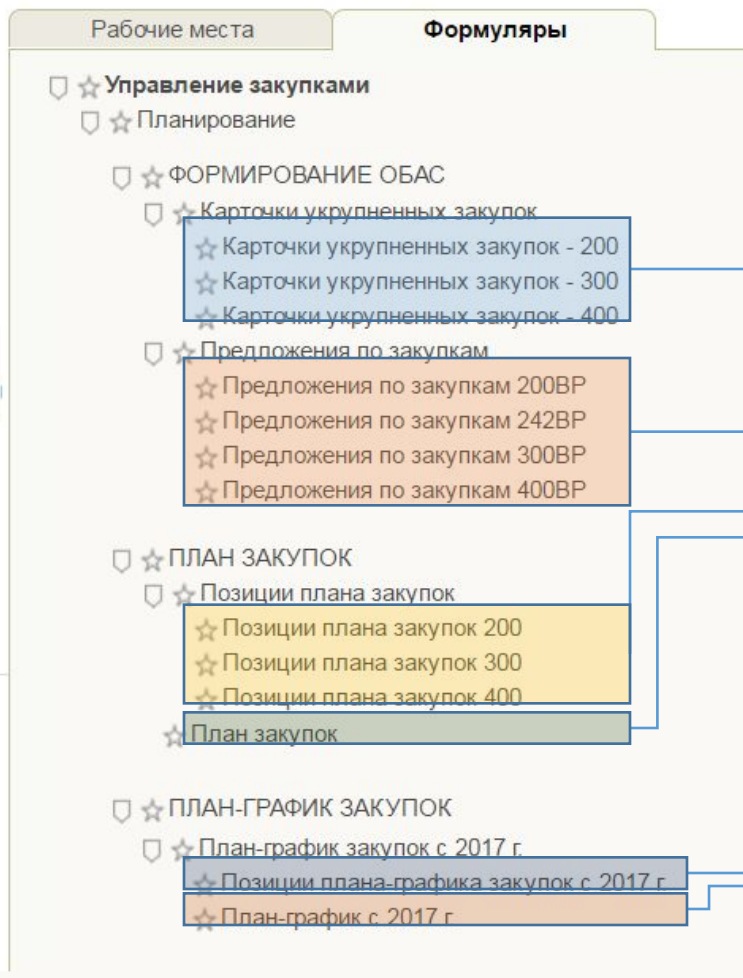 Рабочие места
Формуляры
Управление закупками
Планирование
ФОРМИРОВАНИЕ ОБАС
Карточки укрупненных закупок
Карточки укрупненных закупок - 200
Карточки укрупненных закупок - 300
Карточки укрупненных закупок - 400
Предложения по закупкам
Предложения по закупкам 200ВР
Предложения по закупкам 242ВР
Предложения по закупкам 300ВР
Предложения по закупкам 400ВР
ПЛАН ЗАКУПОК
Позиции плана закупок
Позиции плана закупок 200
Позиции плана закупок 300
Позиции плана закупок 400
План закупок
ПЛАН-ГРАФИК ЗАКУПОК
План-график закупок с 2017 г.
Позиции плана-графика закупок с 2017 г.
План-график с 2017 г.